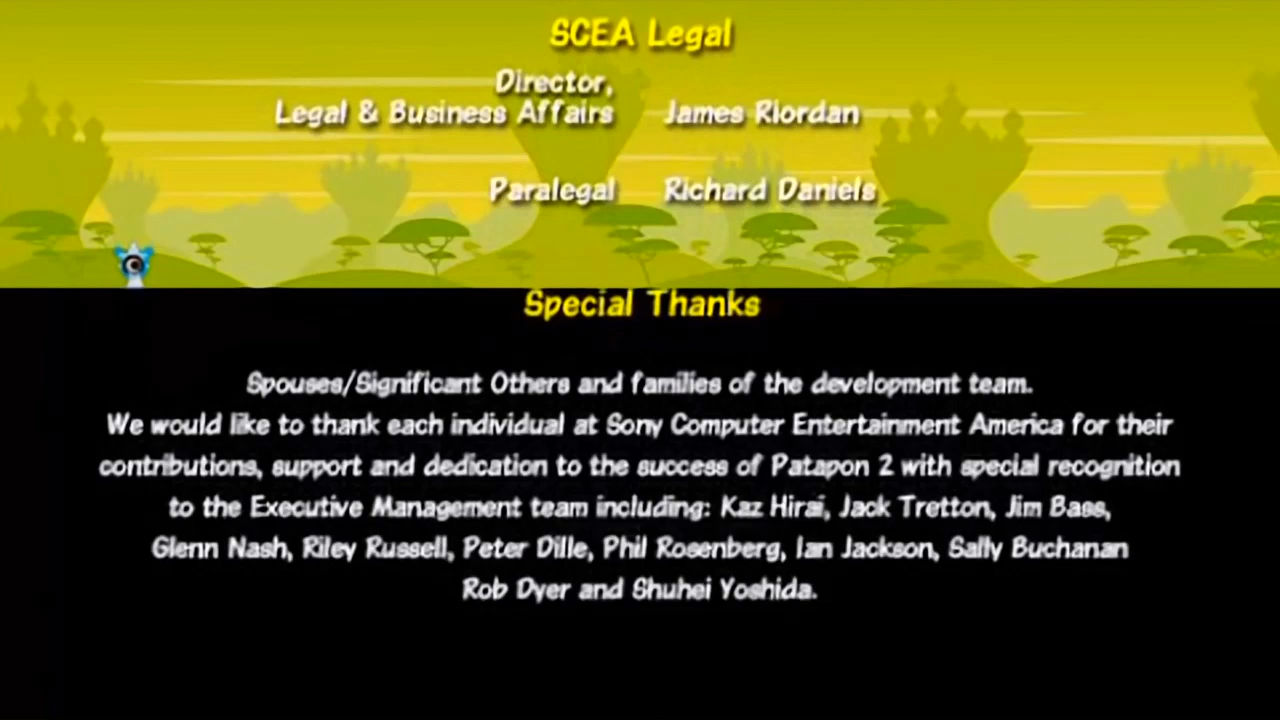 SCEA Legal
Director,
Legal & Business Affairs James Riordan
Paralegal Richard Daniels
Special Thanks
Spouses/Significant Others and families of the development team.
We would like to thank each individual at Sony Computer Entertainment America for their
contributions, support and dedication to the success of Patapon 2 with special recognition
to the Executive Management team including: Kaz Hirai, Jack Tretton, Jim Bass,
Glenn Nash, Riley Russell, Peter Dille, Phil Rosenberg, Ian Jackson, Sally Buchanan
Rob Dyer and Shuhei Yoshida.